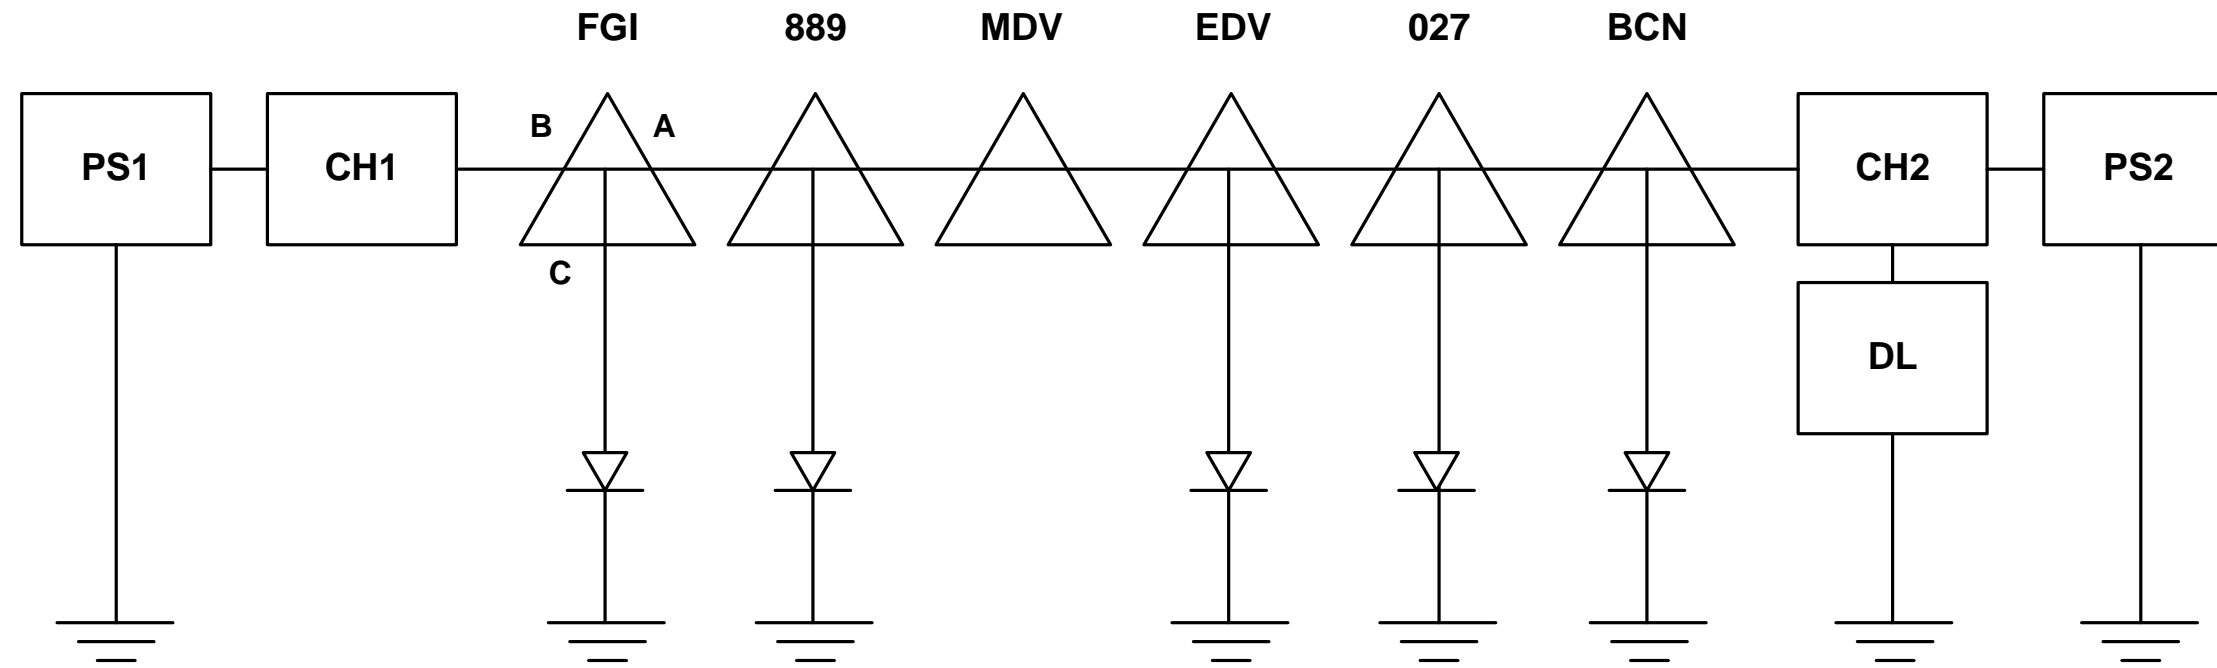 FGI 889 MDV EDV 027 BCN
B A
PS1 CH1 CH2 PS2
C
DL